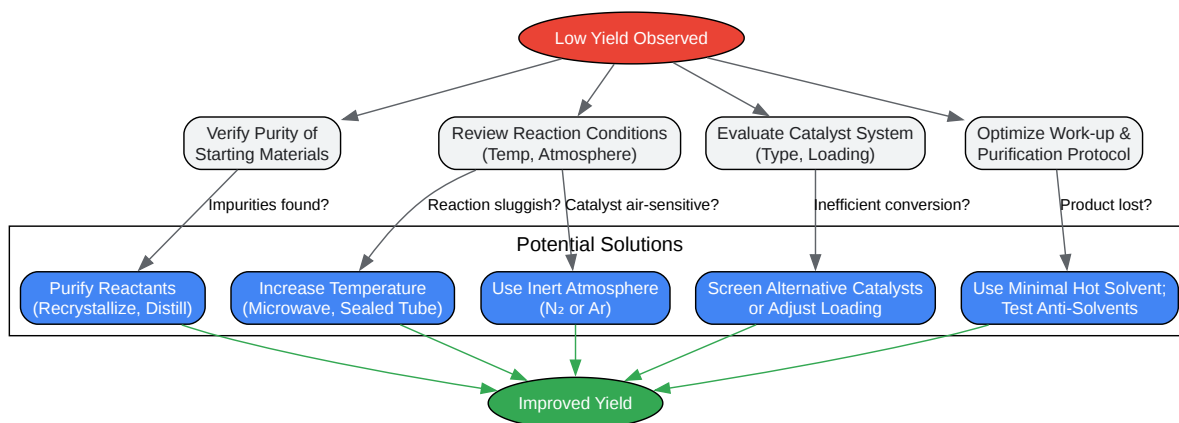 Low Yield Observed
Verify Purity of
Starting Materials
Review Reaction Conditions
(Temp, Atmosphere)
Evaluate Catalyst System
(Type, Loading)
Optimize Work-up &
Purification Protocol
Impurities found?
Reaction sluggish?
Catalyst air-sensitive?
Inefficient conversion?
Product lost?
Potential Solutions
Purify Reactants
(Recrystallize, Distill)
Increase Temperature
(Microwave, Sealed Tube)
Use Inert Atmosphere
(N₂ or Ar)
Screen Alternative Catalysts
or Adjust Loading
Use Minimal Hot Solvent;
Test Anti-Solvents
Improved Yield